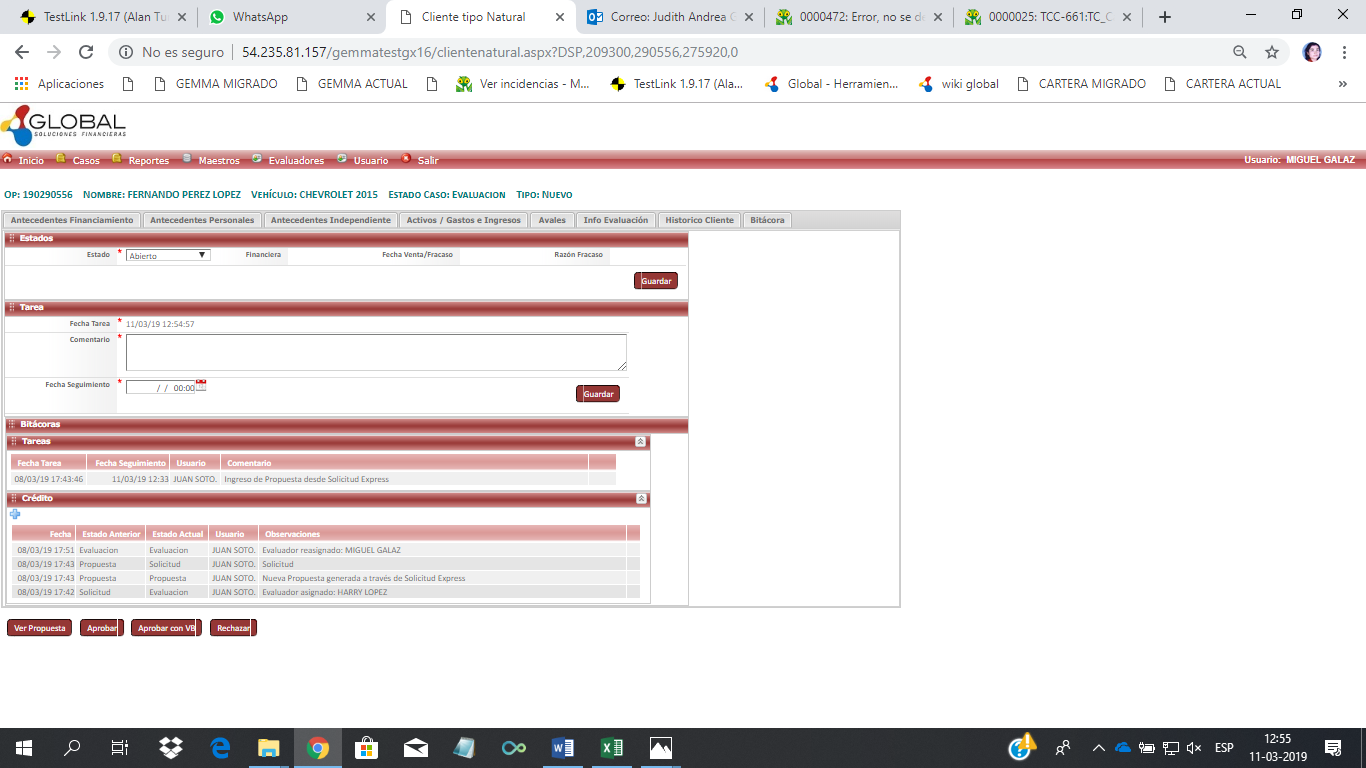 TestLink 1.9.17 (Alan Tu
WhatsApp
Cliente tipo Natural
Correo: Judith Andrea G
0000472: Error, no se de
0000025: TCC-661:TC_C
No es seguro | 54.235.81.157/gemmatestgx16/clientenatural.aspx?DSP,209300,290556,275920,0
Aplicaciones
GEMMA MIGRADO
GEMMA ACTUAL
Ver incidencias - M...
TestLink 1.9.17 (Ala...
Global - Herramien...
wiki global
CARTERA MIGRADO
CARTERA ACTUAL
»
GLOBAL
SOLUCIONES FINANCIERAS
Inicio Casos Reportes Maestros Evaluadores Usuario Salir Usuario: MIGUEL GALAZ
Op: 190290556 Nombre: FERNANDO PEREZ LOPEZ Vehículo: CHEVROLET 2015 Estado Caso: Evaluacion Tipo: Nuevo
Antecedentes Financiamiento Antecedentes Personales Antecedentes Independiente Activos / Gastos e Ingresos Avales Info Evaluación Historico Cliente Bitácora
Estados
Estado * Abierto Financiera Fecha Venta/Fracaso Razón Fracaso
Guardar
Tarea
Fecha Tarea * 11/03/19 12:54:57
Comentario *
Fecha Seguimiento * / / 00:00
Guardar
Bitácoras
Tareas
Fecha Tarea Fecha Seguimiento Usuario Comentario
08/03/19 17:43:46 11/03/19 12:33 JUAN SOTO. Ingreso de Propuesta desde Solicitud Express
Crédito
Fecha Estado Anterior Estado Actual Usuario Observaciones
08/03/19 17:51 Evaluacion Evaluacion JUAN SOTO. Evaluador reasignado: MIGUEL GALAZ
08/03/19 17:43 Propuesta Solicitud JUAN SOTO. Solicitud
08/03/19 17:43 Propuesta Propuesta JUAN SOTO. Nueva Propuesta generada a través de Solicitud Express
08/03/19 17:42 Solicitud Evaluacion JUAN SOTO. Evaluador asignado: HARRY LOPEZ
Ver Propuesta Aprobar Aprobar con VB Rechazar
ESP
12:55
11-03-2019